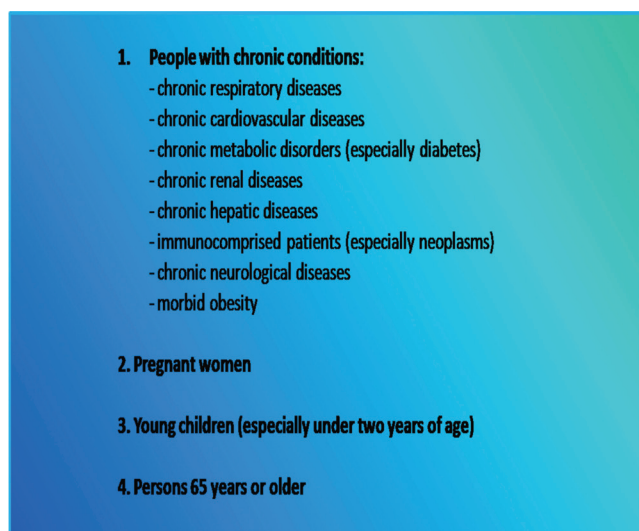 1. People with chronic conditions:
- chronic respiratory diseases
- chronic cardiovascular diseases
- chronic metabolic disorders (especially diabetes)
- chronic renal diseases
- chronic hepatic diseases
- immunocomprised patients (especially neoplasms)
- chronic neurological diseases
- morbid obesity
2. Pregnant women
3. Young children (especially under two years of age)
4. Persons 65 years or older